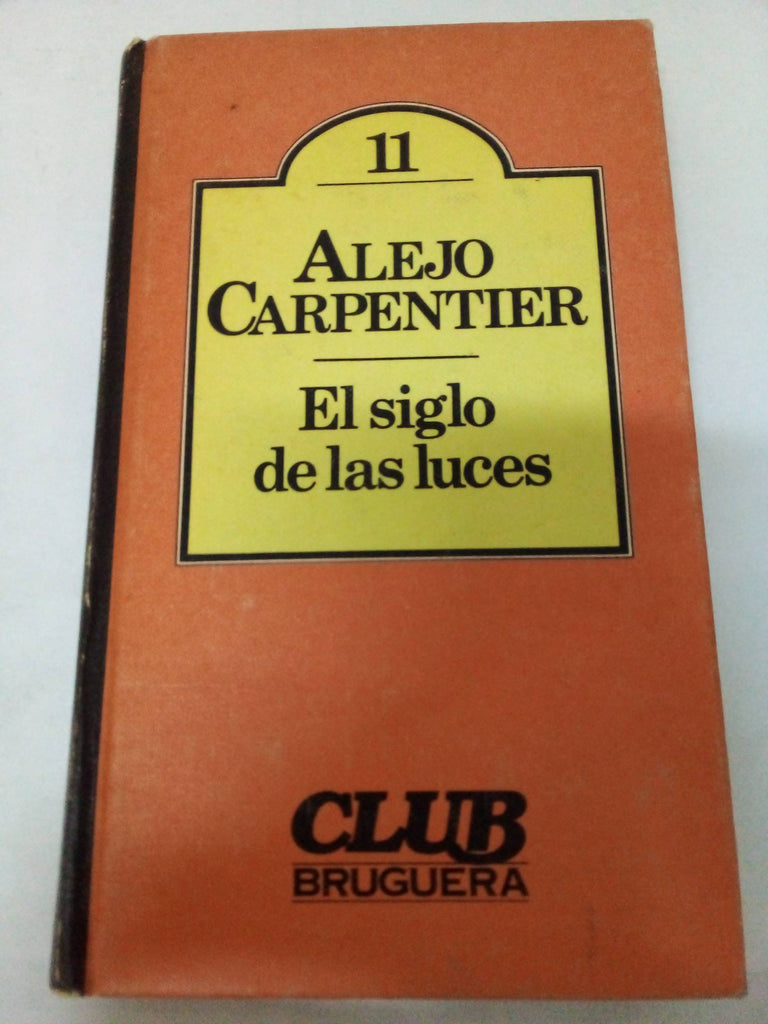 11
ALEJO
CARPENTIER
El siglo
de las luces
CLUB
BRUGUERA